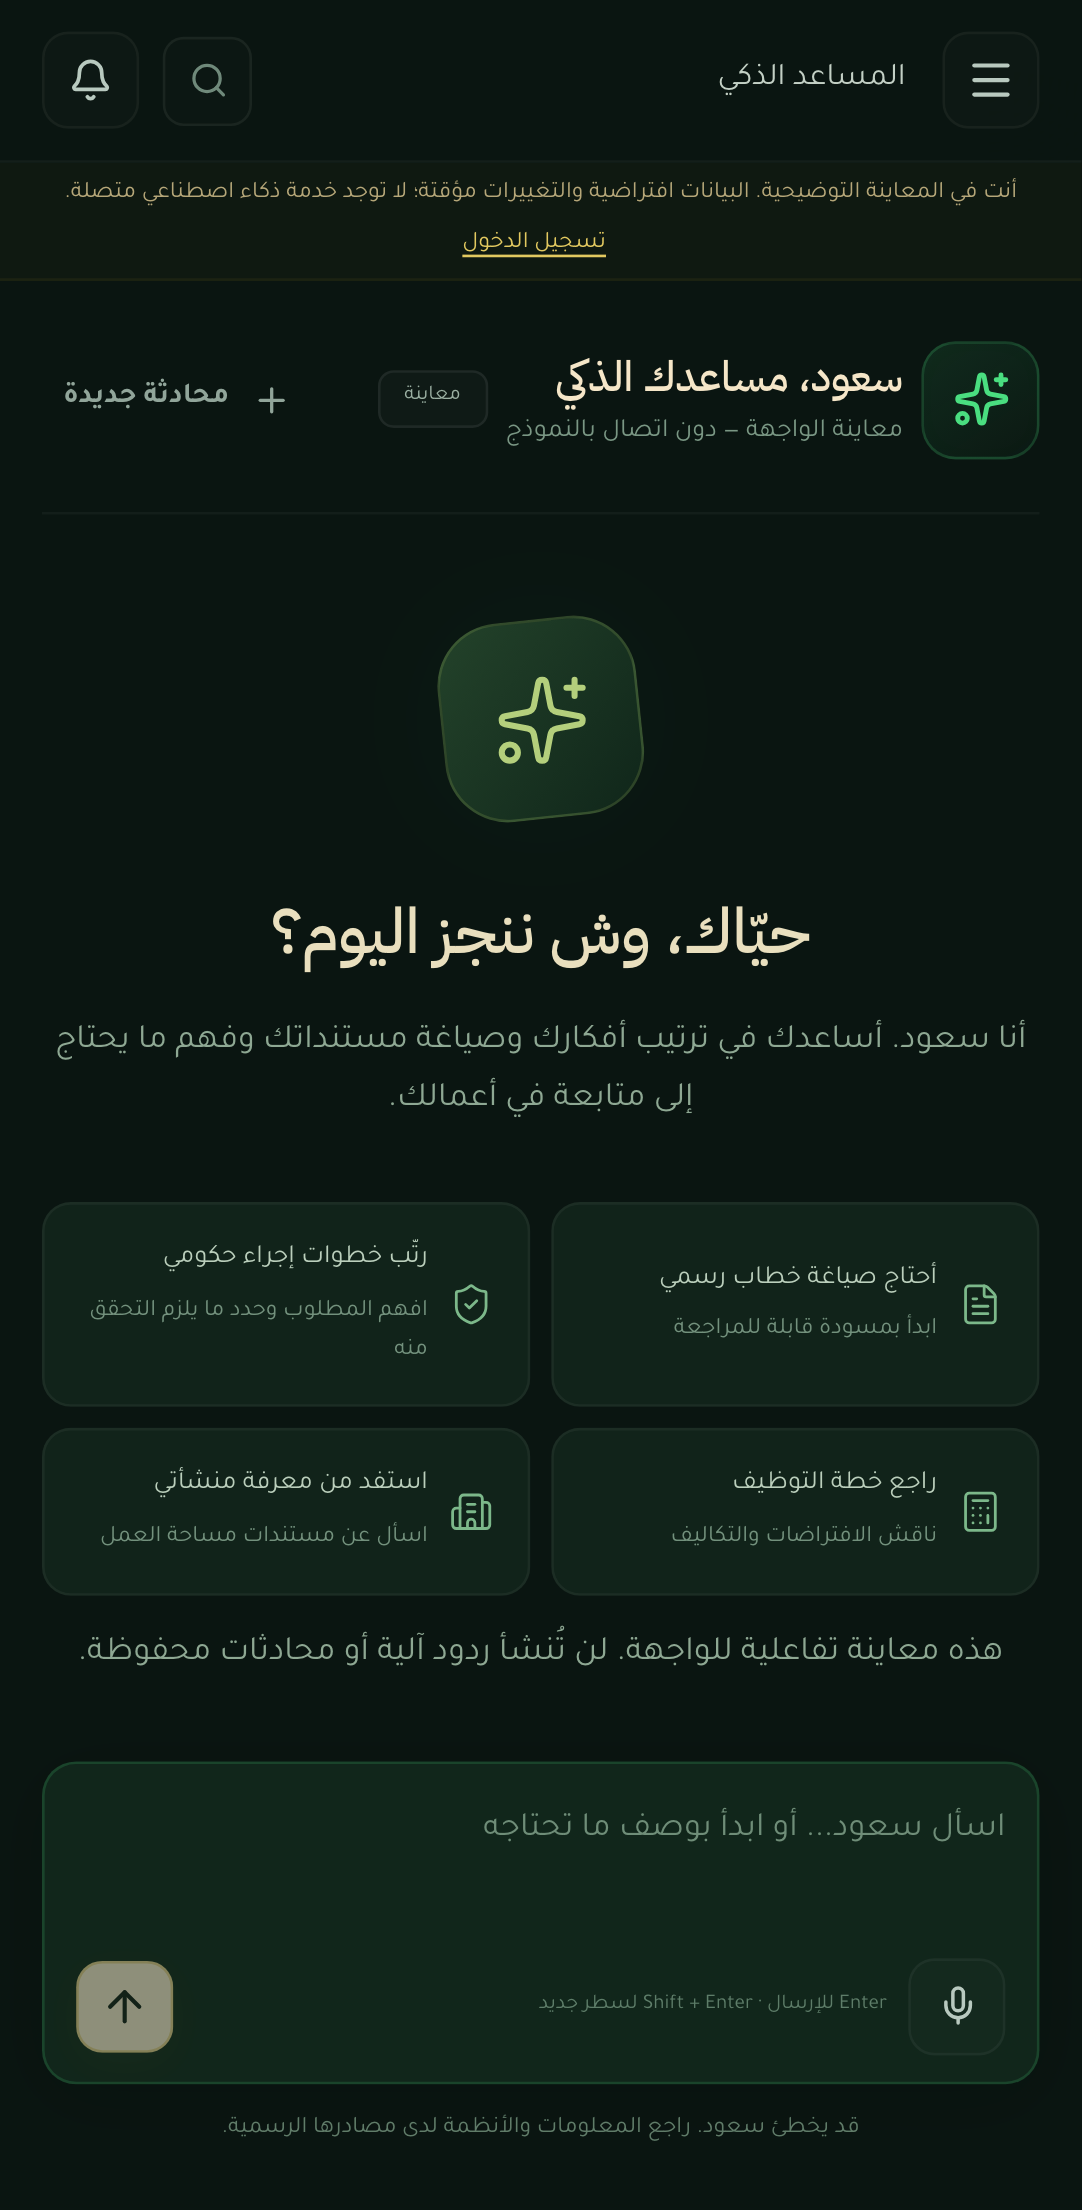 المساعد الذكي
أنت في المعاينة التوضيحية. البيانات افتراضية والتغييرات مؤقتة؛ لا توجد خدمة ذكاء اصطناعي متصلة.
تسجيل الدخول
سعود، مساعدك الذكي
معاينة الواجهة – دون اتصال بالنموذج
معاينة
محادثة جديدة
حيّاك، وش ننجز اليوم؟
أنا سعود. أساعدك في ترتيب أفكارك وصياغة مستنداتك وفهم ما يحتاج
إلى متابعة في أعمالك.
أحتاج صياغة خطاب رسمي
ابدأ بمسودة قابلة للمراجعة
رتّب خطوات إجراء حكومي
افهم المطلوب وحدد ما يلزم التحقق
منه
راجع خطة التوظيف
ناقش الافتراضات والتكاليف
استفد من معرفة منشأتي
اسأل عن مستندات مساحة العمل
هذه معاينة تفاعلية للواجهة. لن تُنشأ ردود آلية أو محادثات محفوظة.
اسأل سعود... أو ابدأ بوصف ما تحتاجه
Enter للإرسال · Shift + Enter لسطر جديد
قد يخطئ سعود. راجع المعلومات والأنظمة لدى مصادرها الرسمية.